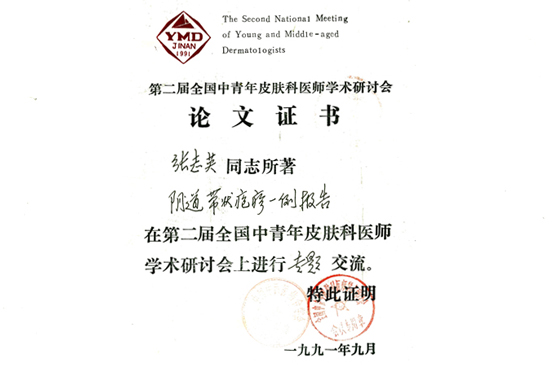 YMD
JINAN
1991
The Second National Meeting
of Young and Middle-aged
Dermatologists
第二届全国中青年皮肤科医师学术研讨会
论文证书
张志英同志所著
阴道带状疱疹一例报告
在第二届全国中青年皮肤科医师
学术研讨会上进行专题交流。
特此证明
一九九一年九月